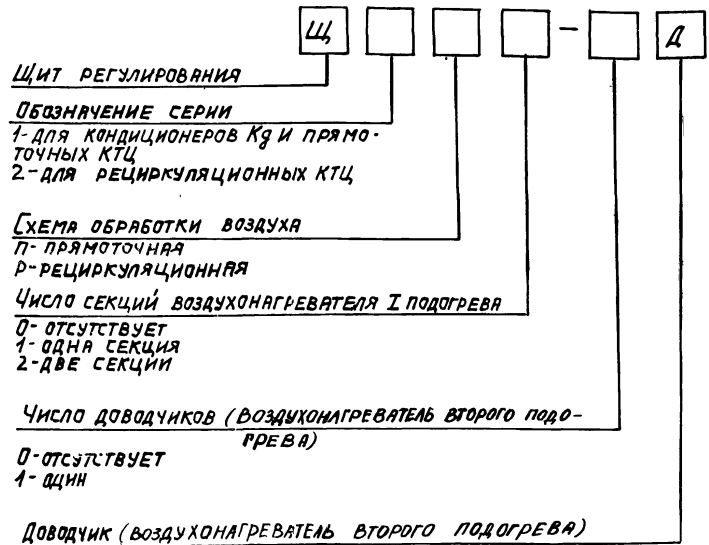 Щ - Д
Щит регулирования
Обозначение серии
1-для кондиционеров Кд и прямо-
точных КТЦ
2-для рециркуляционных КТЦ
Схема обработки воздуха
п-прямоточная
р-рециркуляционная
Число секций воздухонагревателя I подогрева
0-отсутствует
1-одна секция
2-две секции
Число доводчиков (воздухонагреватель второго подо-
грева)
0-отсутствует
1-один
Доводчик (воздухонагреватель второго подогрева)